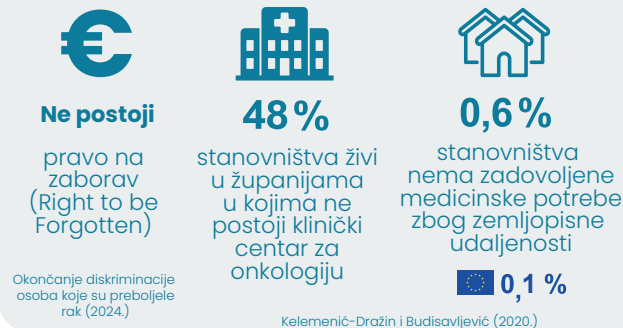 Ne postoji
pravo na
zaborav
(Right to be
Forgotten)
Okončanje diskriminacije
osoba koje su preboljele
rak (2024.)
48 %
stanovništva živi
u županijama
u kojima ne
postoji klinički
centar za
onkologiju
0,6 %
stanovništva
nema zadovoljene
medicinske potrebe
zbog zemljopisne
udaljenosti
0,1 %
Kelemenić-Dražin i Budisavljević (2020.)